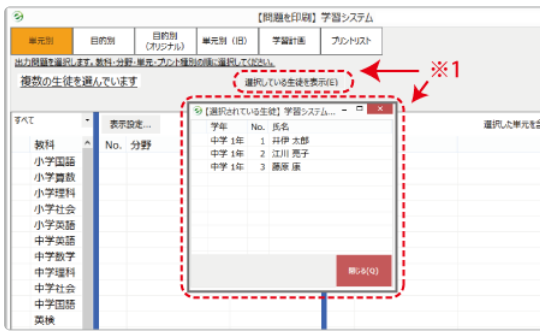 【問題を印刷】学習システム
単元別 目的別 目的別(オリジナル) 単元別（旧） 学習計画 プリントリスト
出力問題を選択します。教科・分野・単元・プリント種別の順に選択してください。
複数の生徒を選んでいます 選択している生徒を表示(E) ※1
すべて 表示設定... 選択した単元を
教科 No. 分野
小学国語
小学算数
小学理科
小学社会
小学英語
中学英語
中学数学
中学理科
中学社会
中学国語
英検
【選択されている生徒】学習システム...
学年 No. 氏名
中学 1年 1 井伊 太郎
中学 1年 2 江川 亮子
中学 1年 3 藤原 康
閉じる(Q)